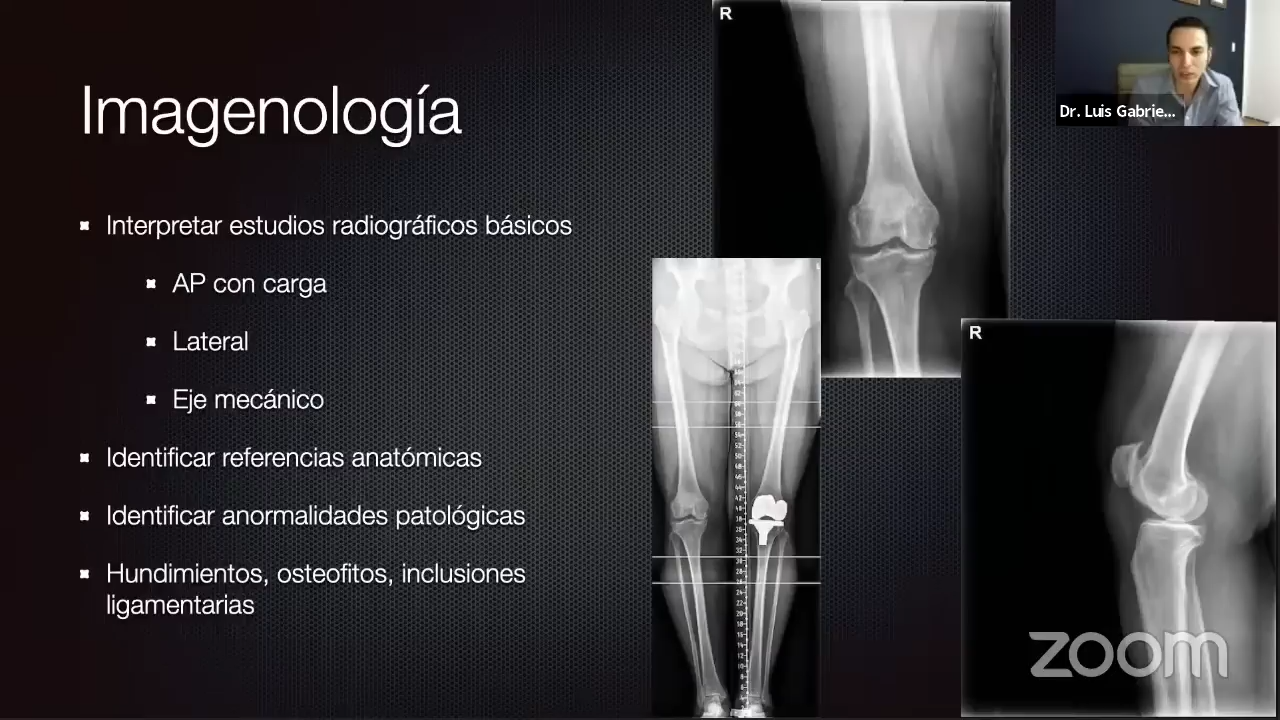 Imagenología
Interpretar estudios radiográficos básicos
AP con carga
Lateral
Eje mecánico
Identificar referencias anatómicas
Identificar anormalidades patológicas
Hundimientos, osteofitos, inclusiones
ligamentarias
R
R
Dr. Luis Gabrie...
zoom